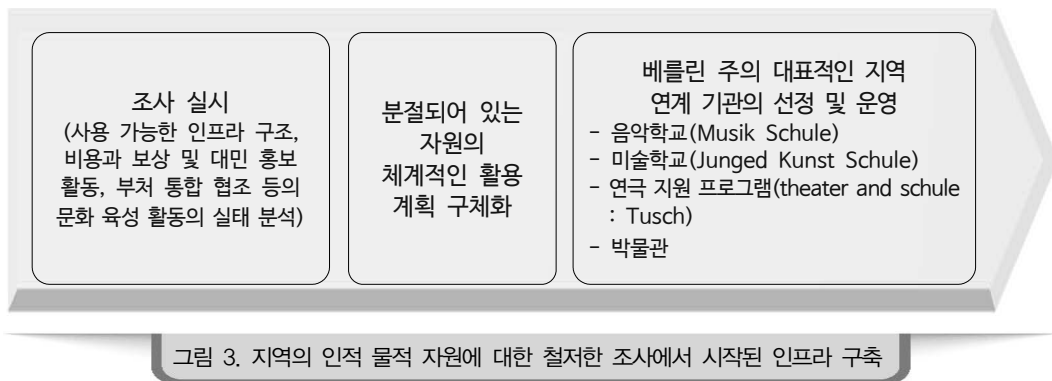 조사 실시
(사용 가능한 인프라 구조,
비용과 보상 및 대민 홍보
활동, 부처 통합 협조 등의
문화 육성 활동의 실태 분석)
분절되어 있는
자원의
체계적인 활용
계획 구체화
베를린 주의 대표적인 지역
연계 기관의 선정 및 운영
- 음악학교(Musik Schule)
- 미술학교(Junged Kunst Schule)
- 연극 지원 프로그램(theater and schule
: Tusch)
- 박물관
그림 3. 지역의 인적 물적 자원에 대한 철저한 조사에서 시작된 인프라 구축